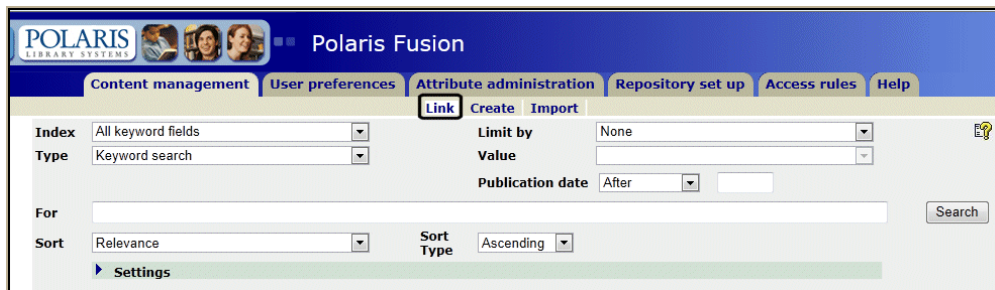 POLARIS
LIBRARY SYSTEMS
Polaris Fusion
Content management User preferences Attribute administration Repository set up Access rules Help
Link Create Import
Index All keyword fields Limit by None
Type Keyword search Value
Publication date After
For Search
Sort Relevance Sort Type Ascending
Settings